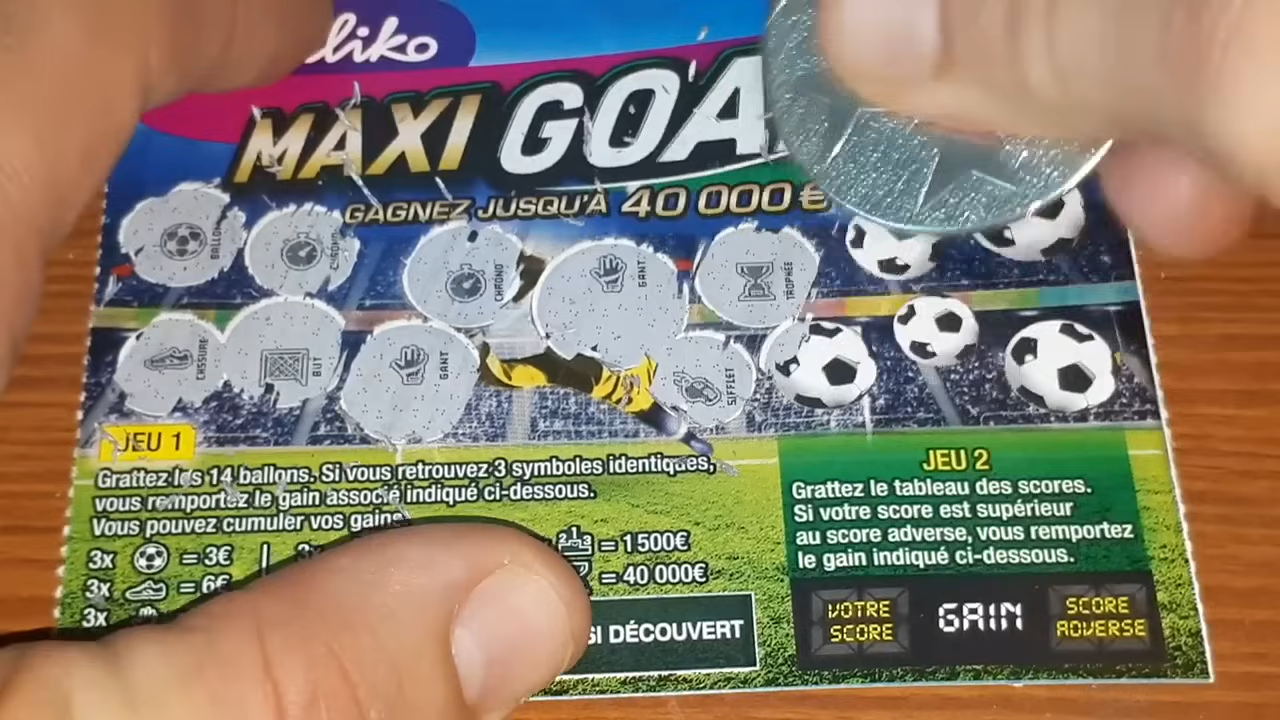 liko
MAXI GOA
GAGNEZ JUSQU'À 40 000 €
BALLON
CHRONO
CHRONO
GANT
TROPHÉE
BUT
GANT
SIFFLET
JEU 1
Grattez les 14 ballons. Si vous retrouvez 3 symboles identiques,
vous remportez le gain associé indiqué ci-dessous.
Vous pouvez cumuler vos gains
3x = 3€
= 1 500€
3x = 6€
= 40 000€
3x
SI DÉCOUVERT
JEU 2
Grattez le tableau des scores.
Si votre score est supérieur
au score adverse, vous remportez
le gain indiqué ci-dessous.
VOTRE
SCORE
GAIN
SCORE
ADVERSE